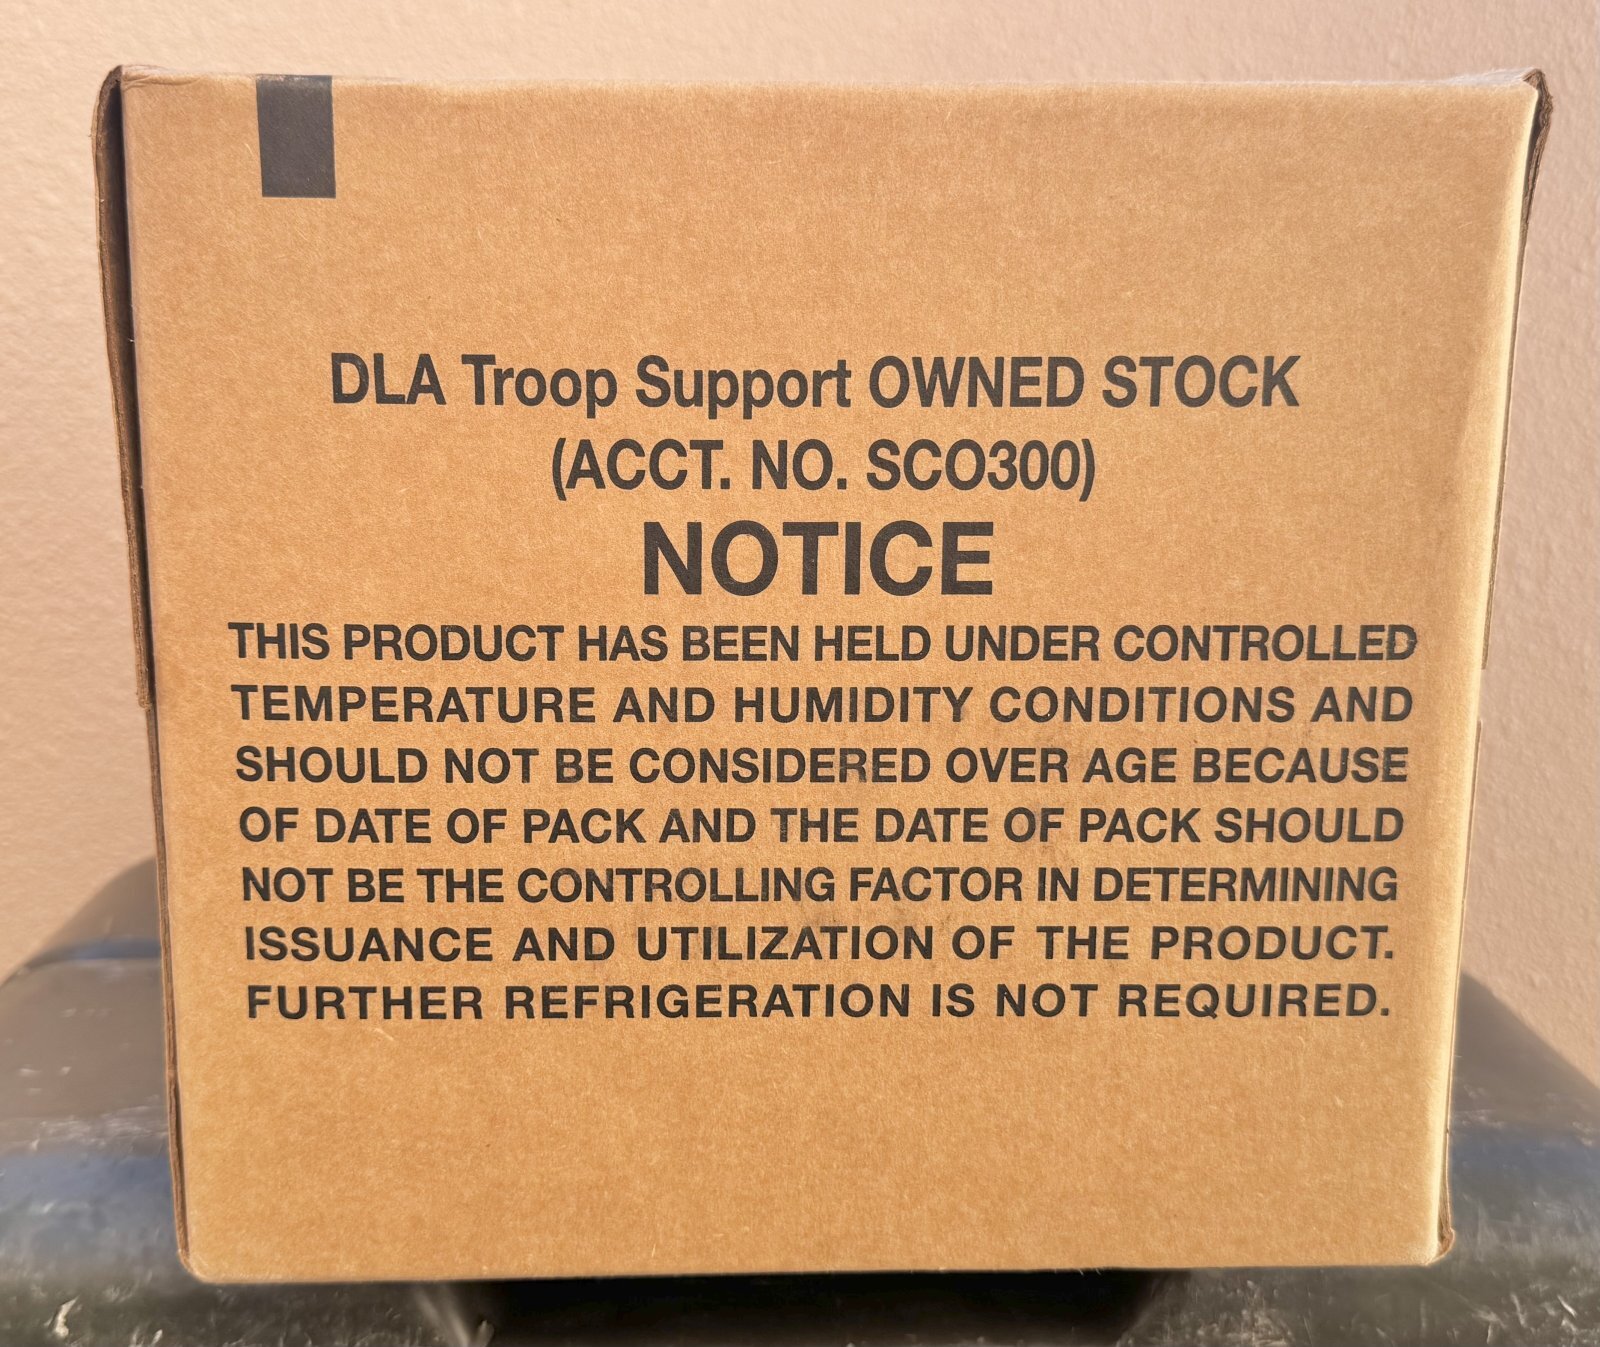 DLA Troop Support OWNED STOCK
(ACCT. NO. SCO300)
NOTICE
THIS PRODUCT HAS BEEN HELD UNDER CONTROLLED
TEMPERATURE AND HUMIDITY CONDITIONS AND
SHOULD NOT BE CONSIDERED OVER AGE BECAUSE
OF DATE OF PACK AND THE DATE OF PACK SHOULD
NOT BE THE CONTROLLING FACTOR IN DETERMINING
ISSUANCE AND UTILIZATION OF THE PRODUCT.
FURTHER REFRIGERATION IS NOT REQUIRED.